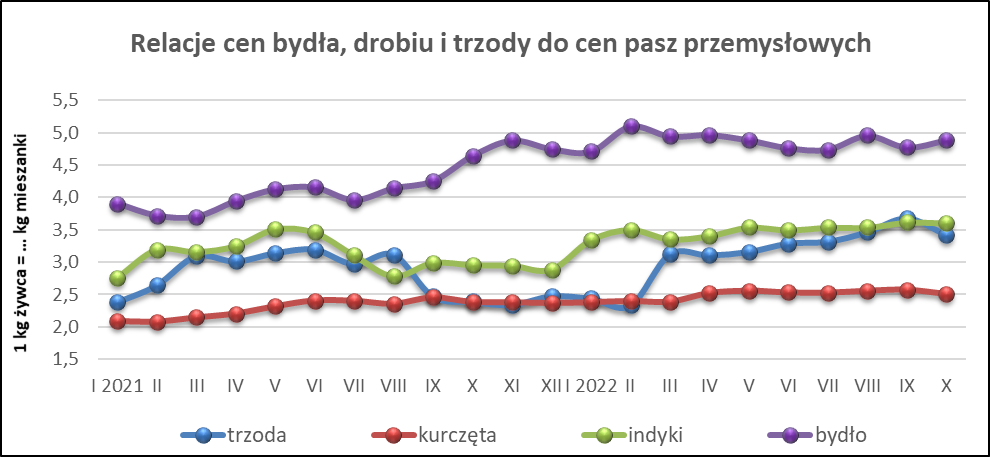 Relacje cen bydła, drobiu i trzody do cen pasz przemysłowych
1 kg żywca = ... kg mieszanki
5,5
5,0
4,5
4,0
3,5
3,0
2,5
2,0
1,5
I 2021 II III IV V VI VII VIII IX X XI XII I 2022 II III IV V VI VII VIII IX X
trzoda kurczęta indyki bydło